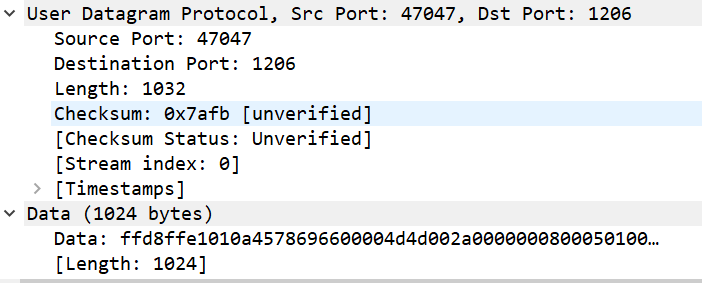 User Datagram Protocol, Src Port: 47047, Dst Port: 1206
Source Port: 47047
Destination Port: 1206
Length: 1032
Checksum: 0x7afb [unverified]
[Checksum Status: Unverified]
[Stream index: 0]
[Timestamps]
Data (1024 bytes)
Data: ffd8ffe1010a4578696600004d4d002a0000000800050100…
[Length: 1024]